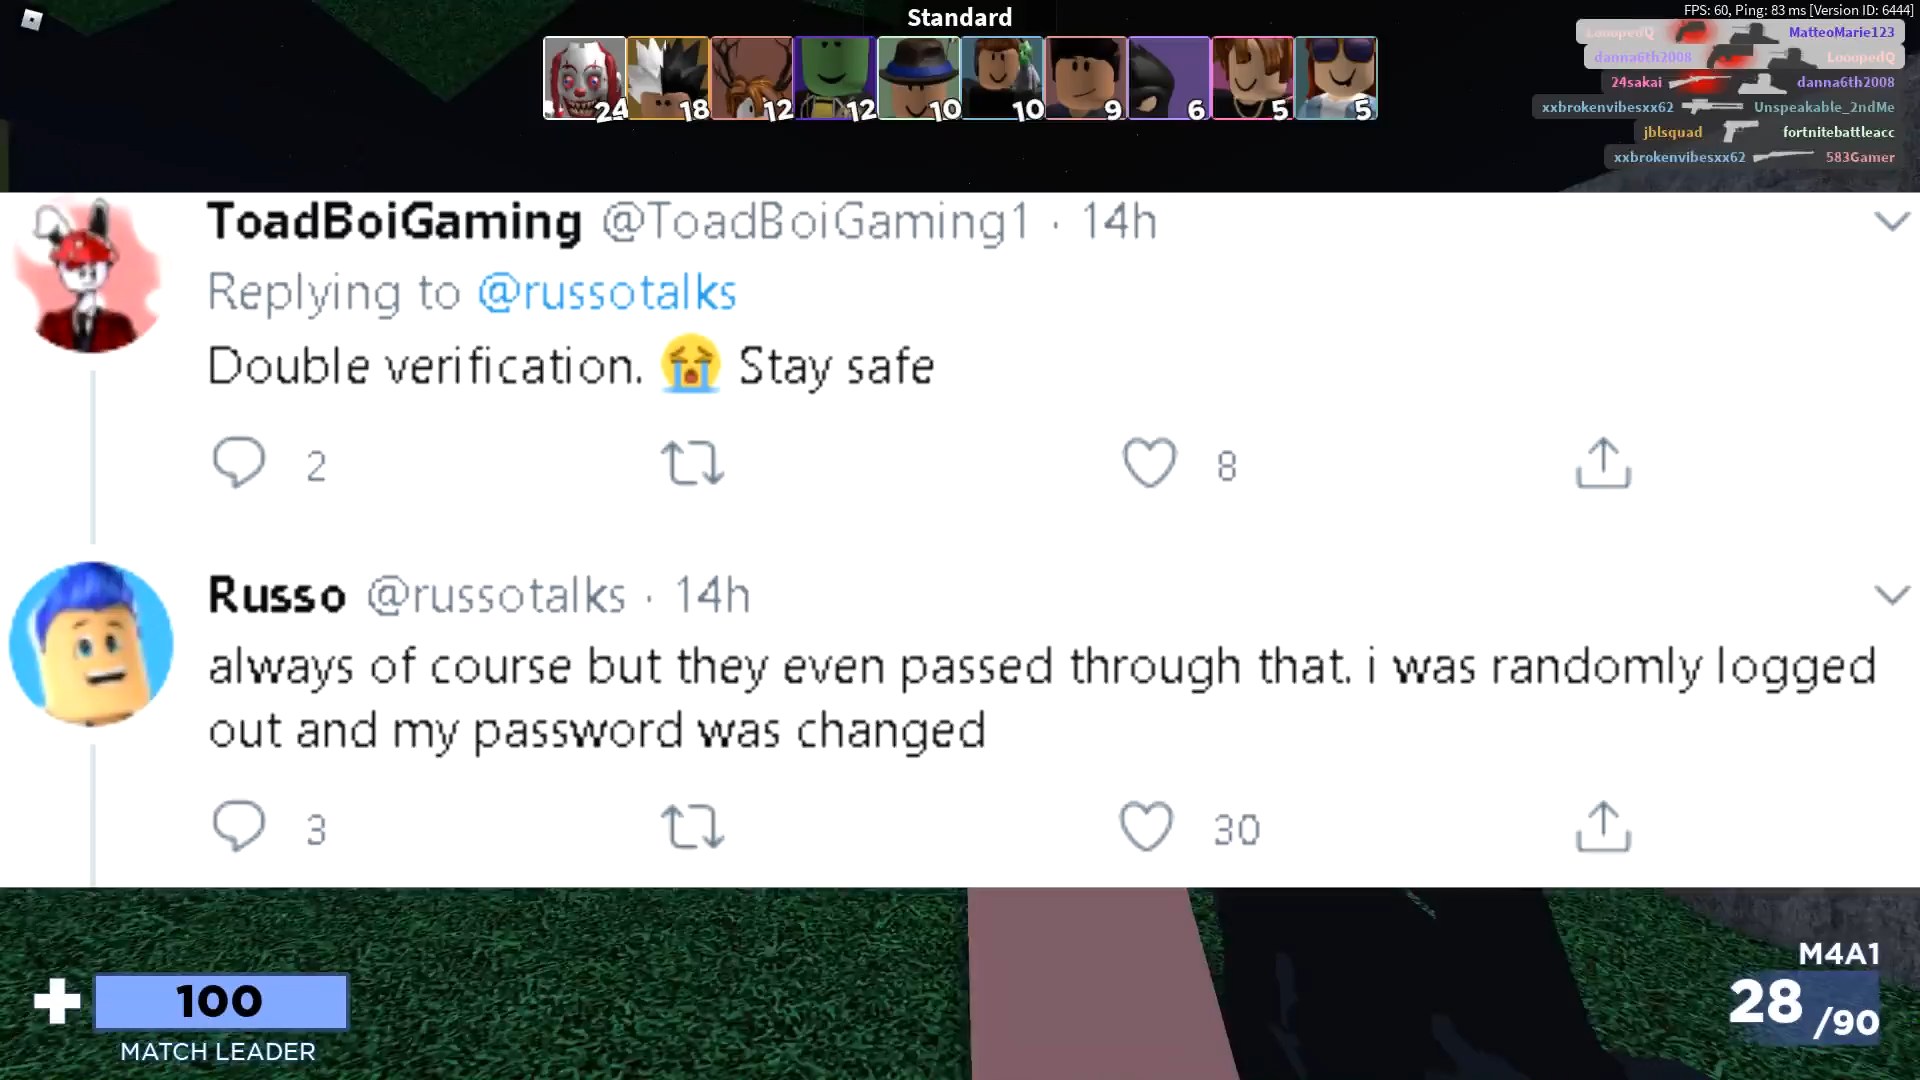 Standard
FPS: 60, Ping: 83 ms [Version ID: 6444]
24 18 12 12 10 10 9 6 5 5
LooopedQ MatteoMarie123
danna6th2008 LooopedQ
24sakai danna6th2008
xxbrokenvibesxx62 Unspeakable_2ndMe
jblsquad fortnitebattleacc
xxbrokenvibesxx62 583Gamer
ToadBoiGaming @ToadBoiGaming1 · 14h
Replying to @russotalks
Double verification. 😭 Stay safe
2 8
Russo @russotalks · 14h
always of course but they even passed through that. i was randomly logged
out and my password was changed
3 30
100
MATCH LEADER
M4A1
28 /90